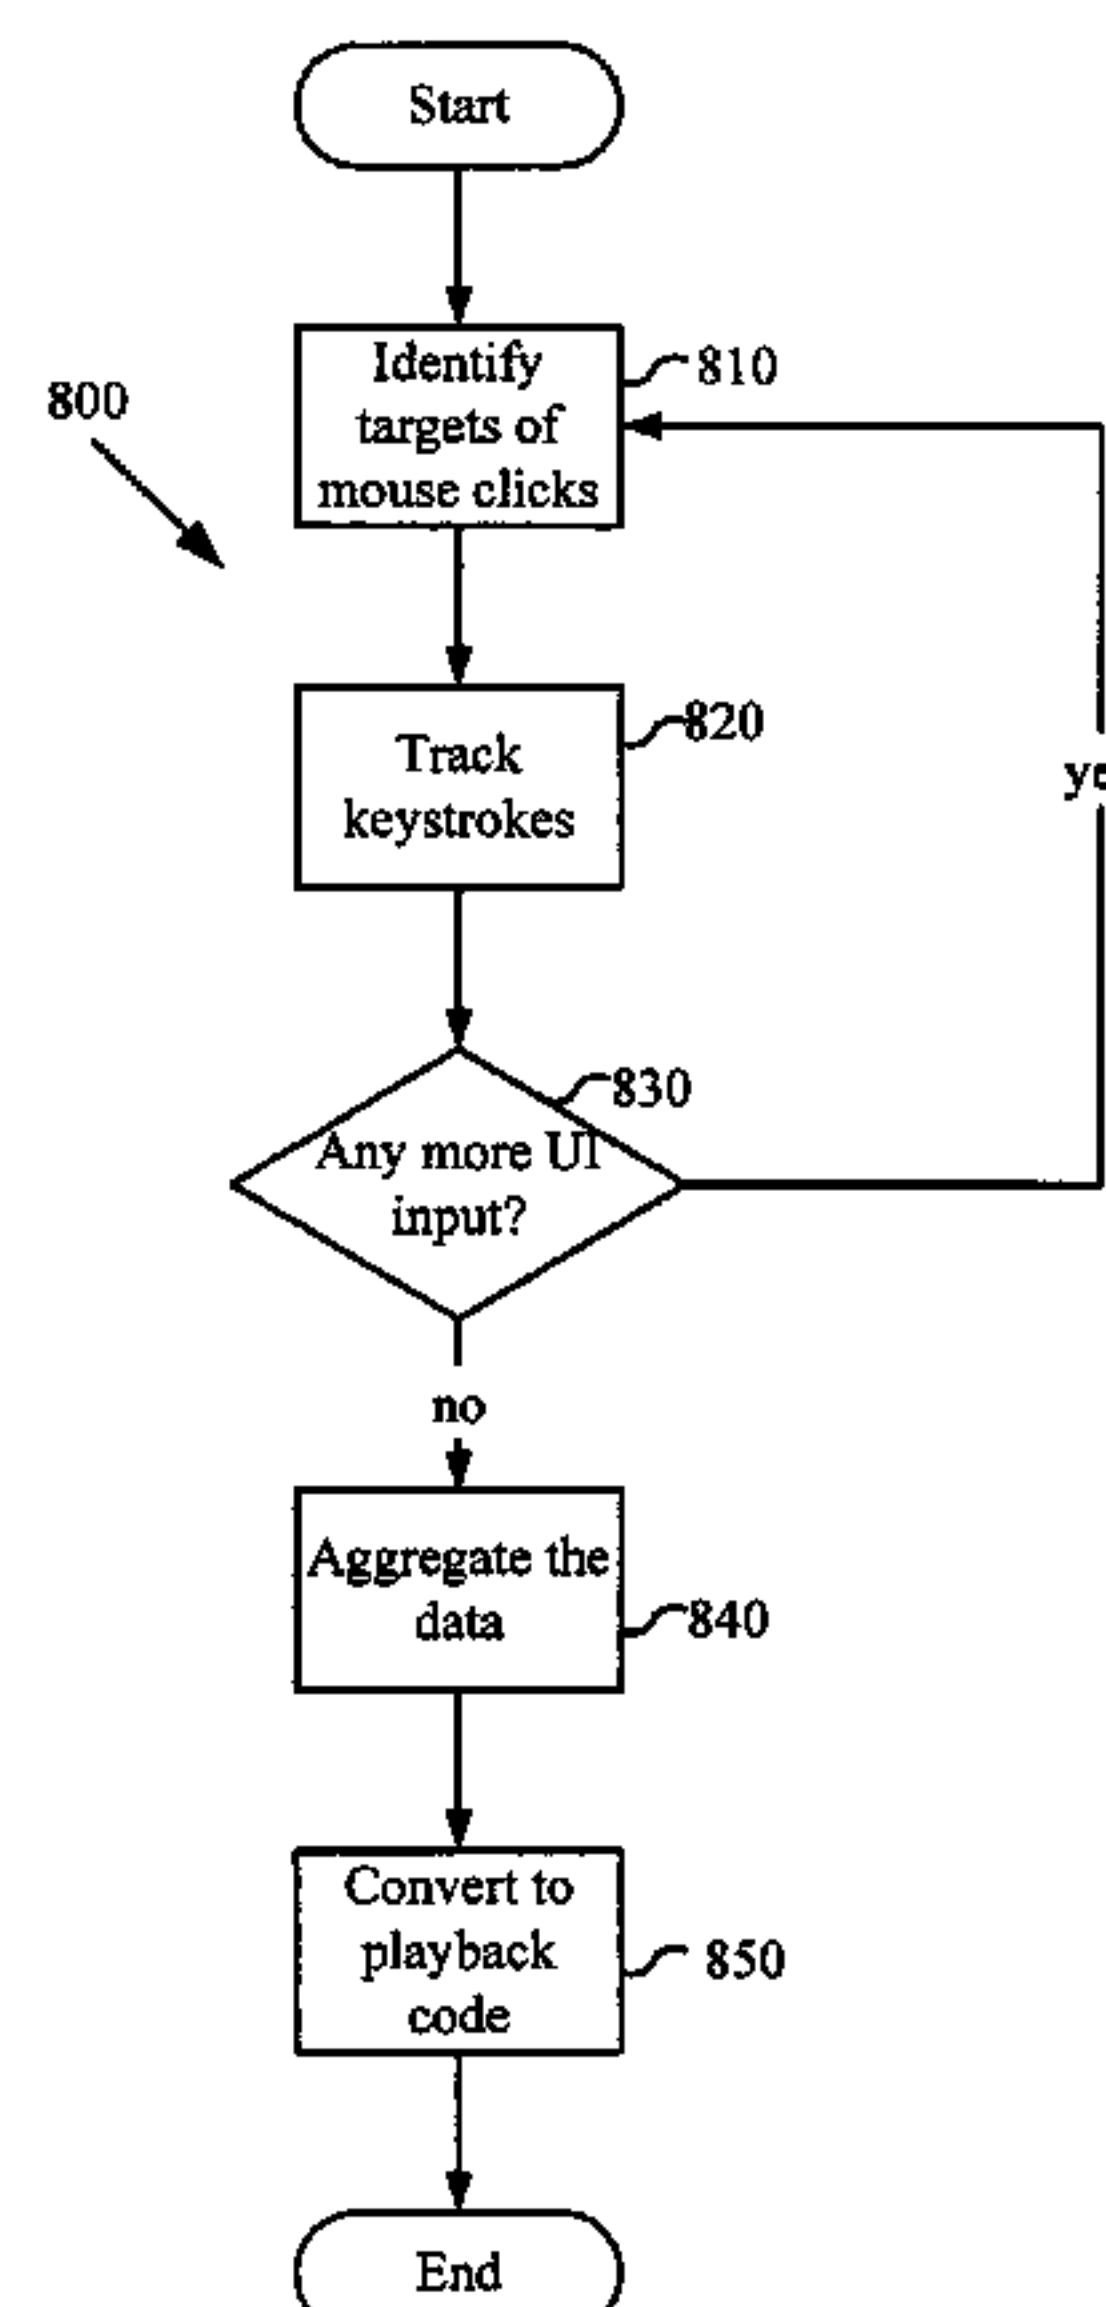 Start
Identify
targets of
mouse clicks
810
800
Track
keystrokes
820
Any more UI
input?
830
no
Aggregate the
data
840
Convert to
playback
code
850
End